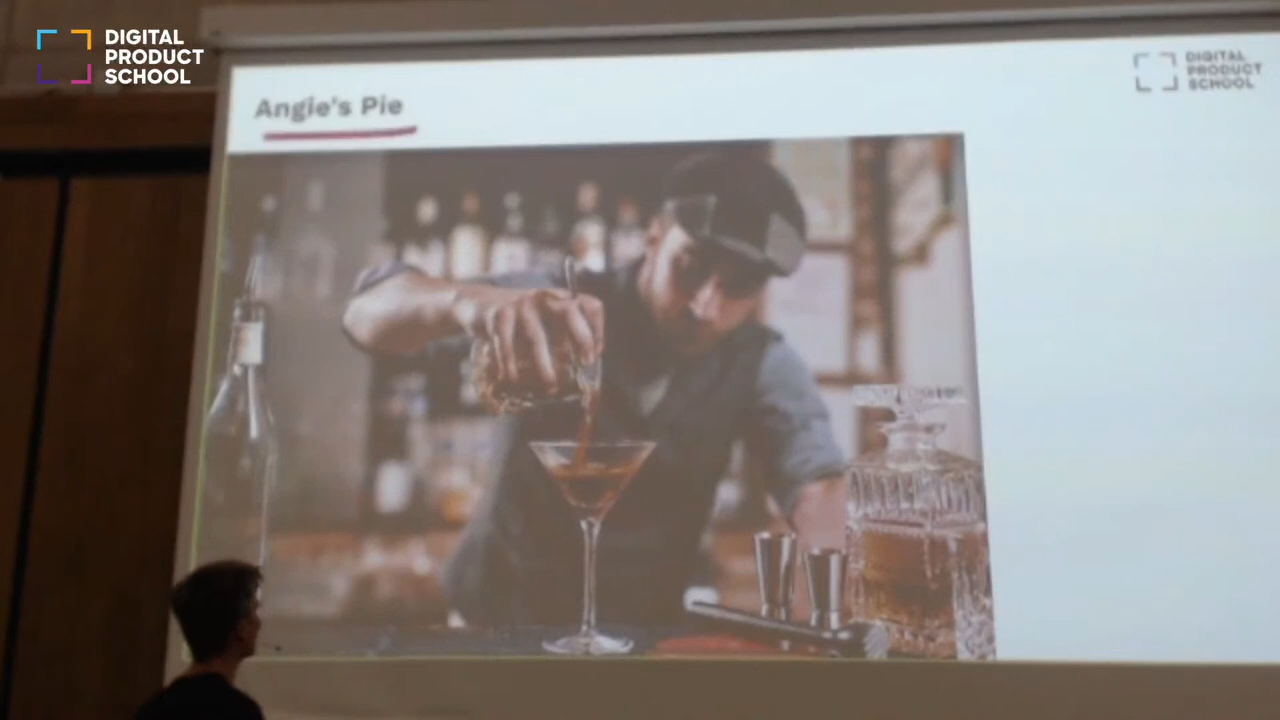 DIGITAL
PRODUCT
SCHOOL
Angie's Pie
DIGITAL
PRODUCT
SCHOOL